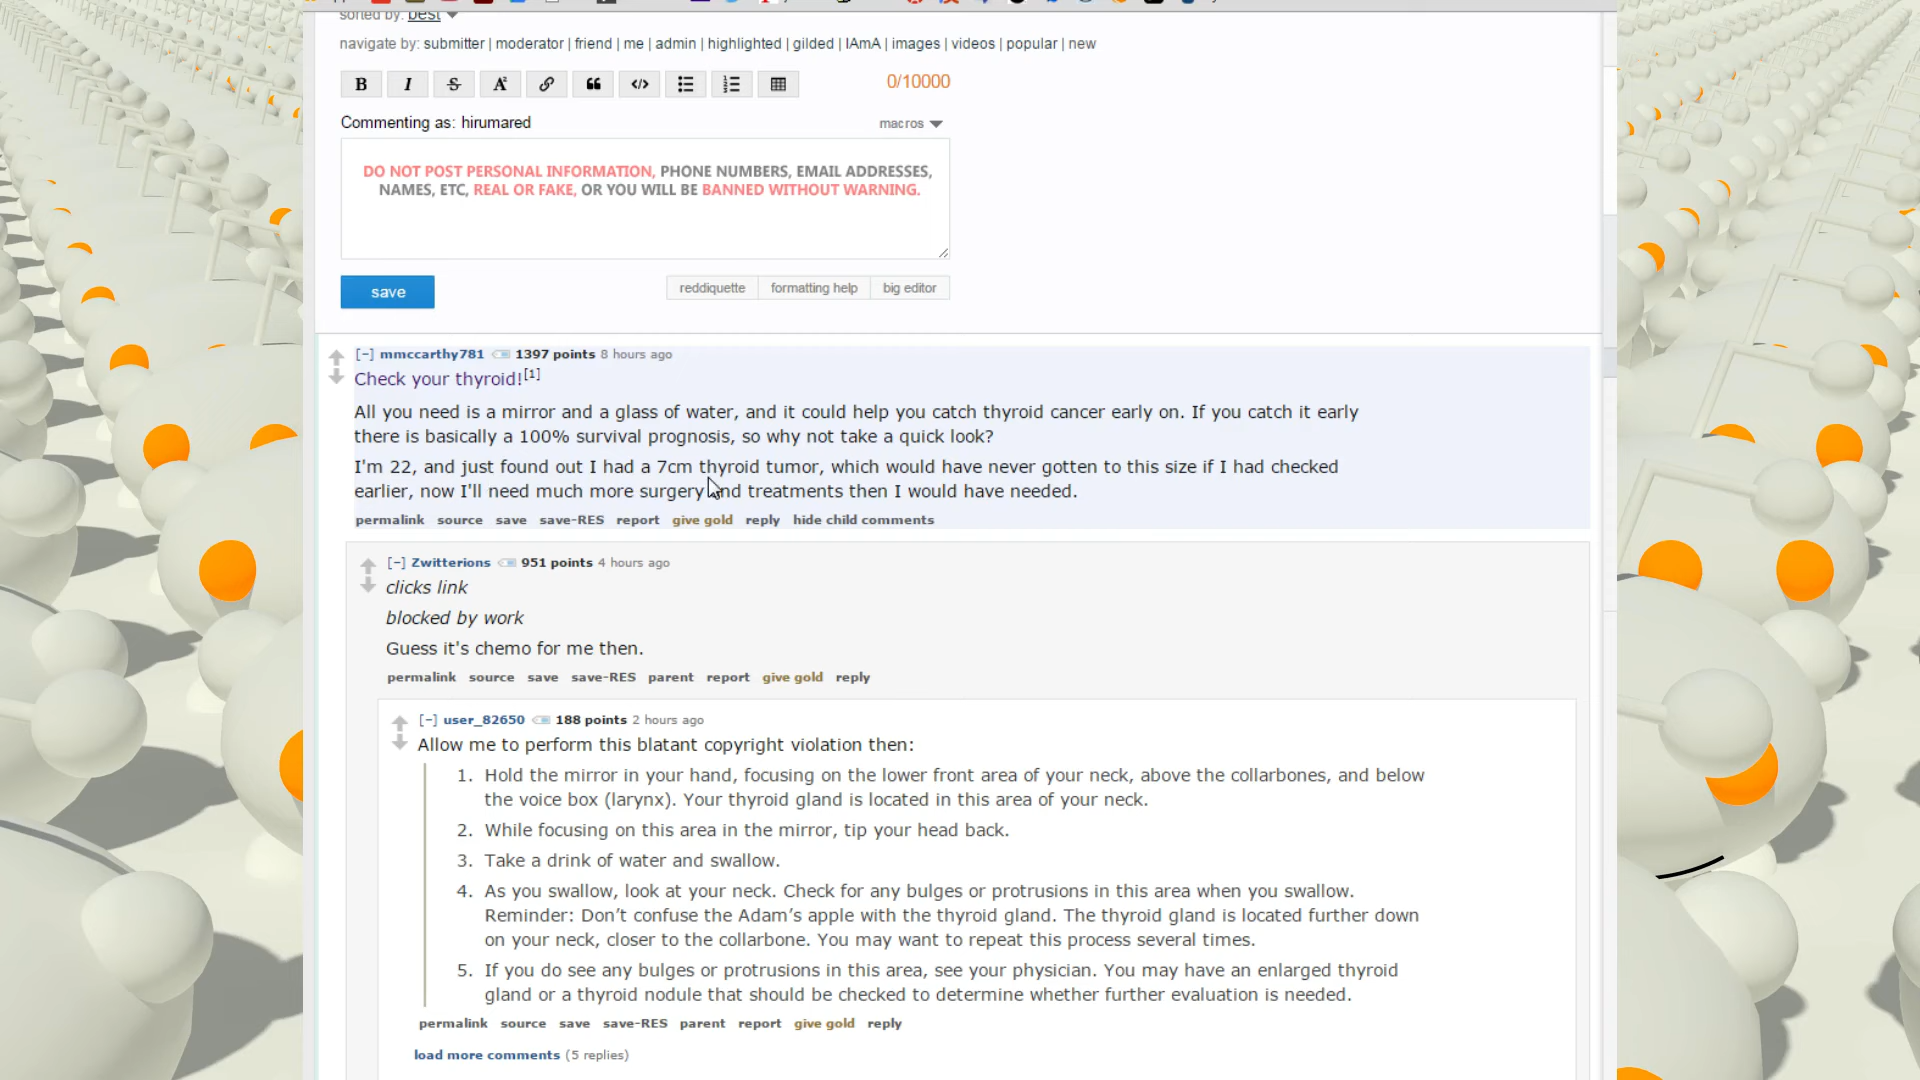 sorted by: best
navigate by: submitter | moderator | friend | me | admin | highlighted | gilded | IAmA | images | videos | popular | new
B I S A² </> 0/10000
Commenting as: hirumared macros
DO NOT POST PERSONAL INFORMATION, PHONE NUMBERS, EMAIL ADDRESSES,
NAMES, ETC, REAL OR FAKE, OR YOU WILL BE BANNED WITHOUT WARNING.
save reddiquette formatting help big editor
[–] mmccarthy781 1397 points 8 hours ago
Check your thyroid![1]
All you need is a mirror and a glass of water, and it could help you catch thyroid cancer early on. If you catch it early
there is basically a 100% survival prognosis, so why not take a quick look?
I'm 22, and just found out I had a 7cm thyroid tumor, which would have never gotten to this size if I had checked
earlier, now I'll need much more surgery and treatments then I would have needed.
permalink source save save-RES report give gold reply hide child comments
[–] Zwitterions 951 points 4 hours ago
clicks link
blocked by work
Guess it's chemo for me then.
permalink source save save-RES parent report give gold reply
[–] user_82650 188 points 2 hours ago
Allow me to perform this blatant copyright violation then:
1. Hold the mirror in your hand, focusing on the lower front area of your neck, above the collarbones, and below
the voice box (larynx). Your thyroid gland is located in this area of your neck.
2. While focusing on this area in the mirror, tip your head back.
3. Take a drink of water and swallow.
4. As you swallow, look at your neck. Check for any bulges or protrusions in this area when you swallow.
Reminder: Don’t confuse the Adam’s apple with the thyroid gland. The thyroid gland is located further down
on your neck, closer to the collarbone. You may want to repeat this process several times.
5. If you do see any bulges or protrusions in this area, see your physician. You may have an enlarged thyroid
gland or a thyroid nodule that should be checked to determine whether further evaluation is needed.
permalink source save save-RES parent report give gold reply
load more comments (5 replies)